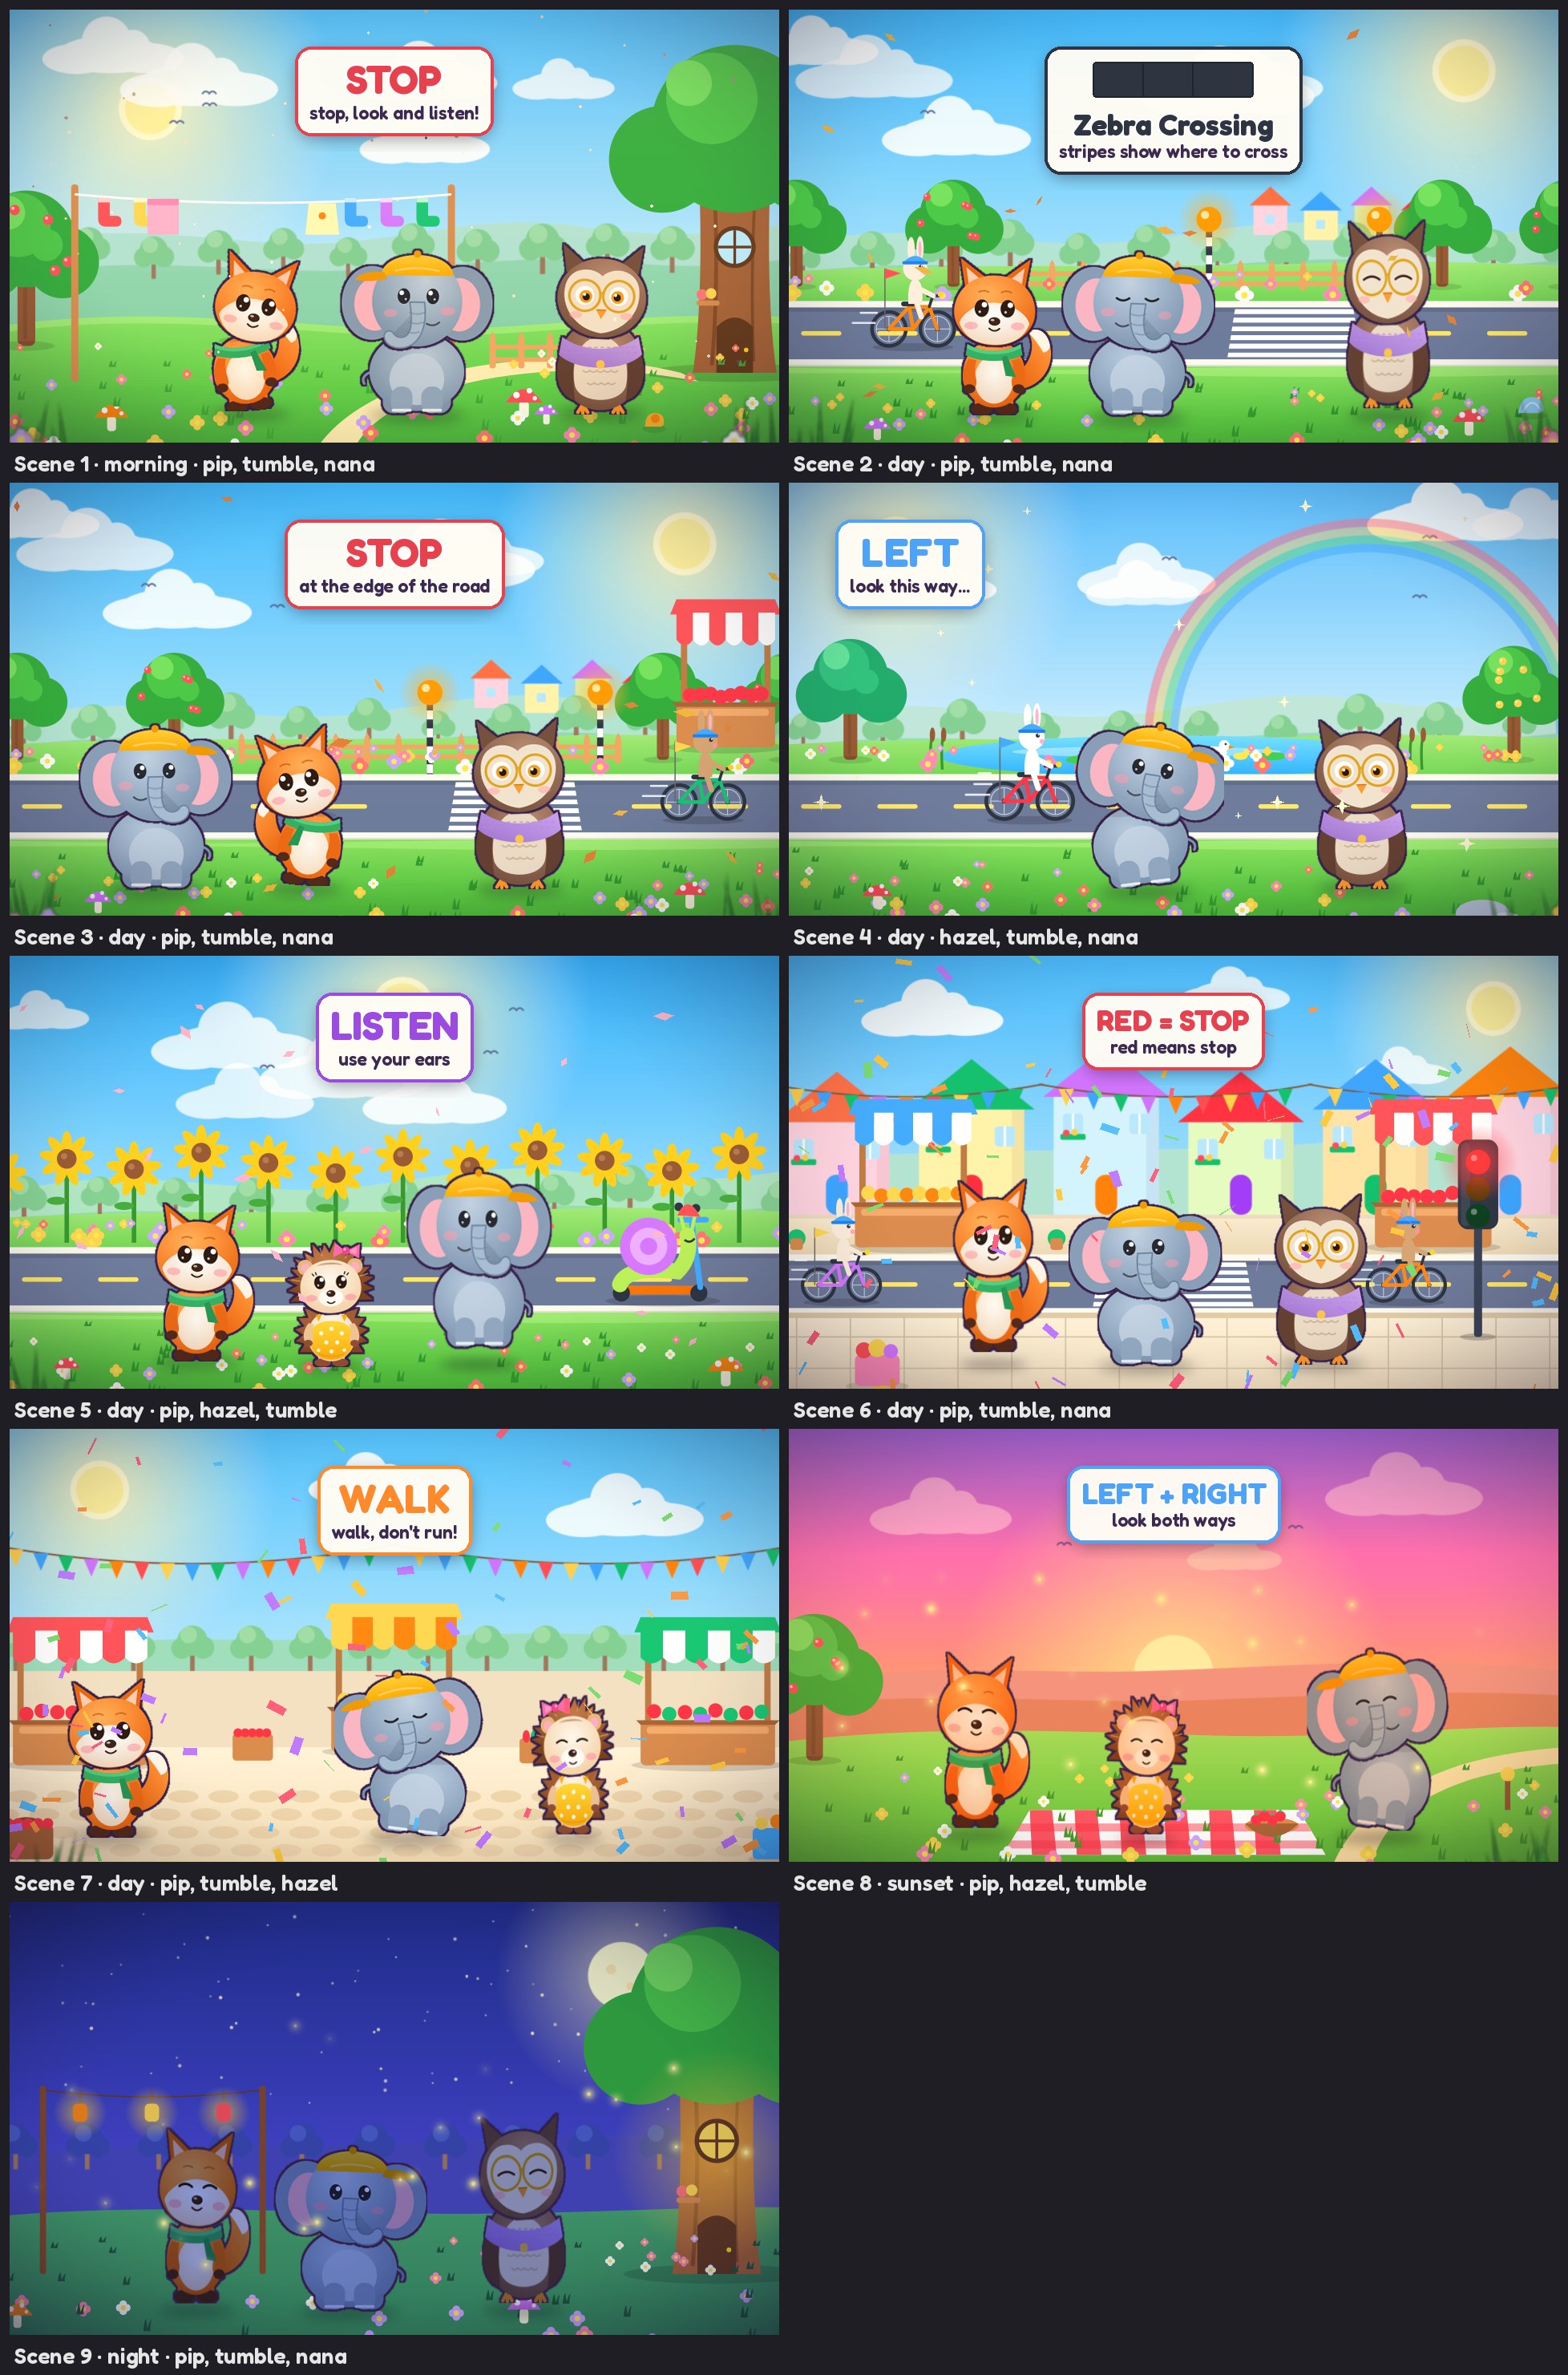 STOP
stop, look and listen!
Zebra Crossing
stripes show where to cross
Scene 1 · morning · pip, tumble, nana
Scene 2 · day · pip, tumble, nana
STOP
at the edge of the road
LEFT
look this way...
Scene 3 · day · pip, tumble, nana
Scene 4 · day · hazel, tumble, nana
LISTEN
use your ears
RED = STOP
red means stop
Scene 5 · day · pip, hazel, tumble
Scene 6 · day · pip, tumble, nana
WALK
walk, don't run!
LEFT + RIGHT
look both ways
Scene 7 · day · pip, tumble, hazel
Scene 8 · sunset · pip, hazel, tumble
Scene 9 · night · pip, tumble, nana